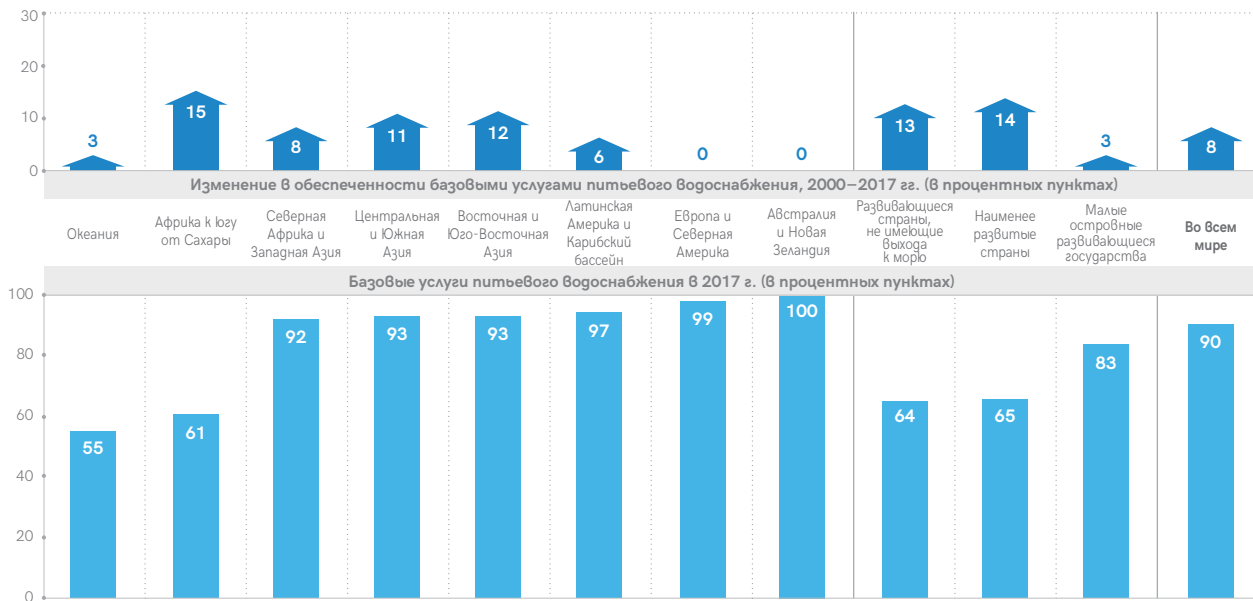 30
20
10
0
3
15
8
11
12
6
0
0
13
14
3
8
Изменение в обеспеченности базовыми услугами питьевого водоснабжения, 2000–2017 гг. (в процентных пунктах)
Океания
Африка к югу
от Сахары
Северная
Африка и
Западная Азия
Центральная
и Южная
Азия
Восточная и
Юго-Восточная
Азия
Латинская
Америка и
Карибский
бассейн
Европа и
Северная
Америка
Австралия
и Новая
Зеландия
Развивающиеся
страны,
не имеющие
выхода
к морю
Наименее
развитые
страны
Малые
островные
развивающиеся
государства
Во всем
мире
Базовые услуги питьевого водоснабжения в 2017 г. (в процентных пунктах)
100
80
60
40
20
0
55
61
92
93
93
97
99
100
64
65
83
90